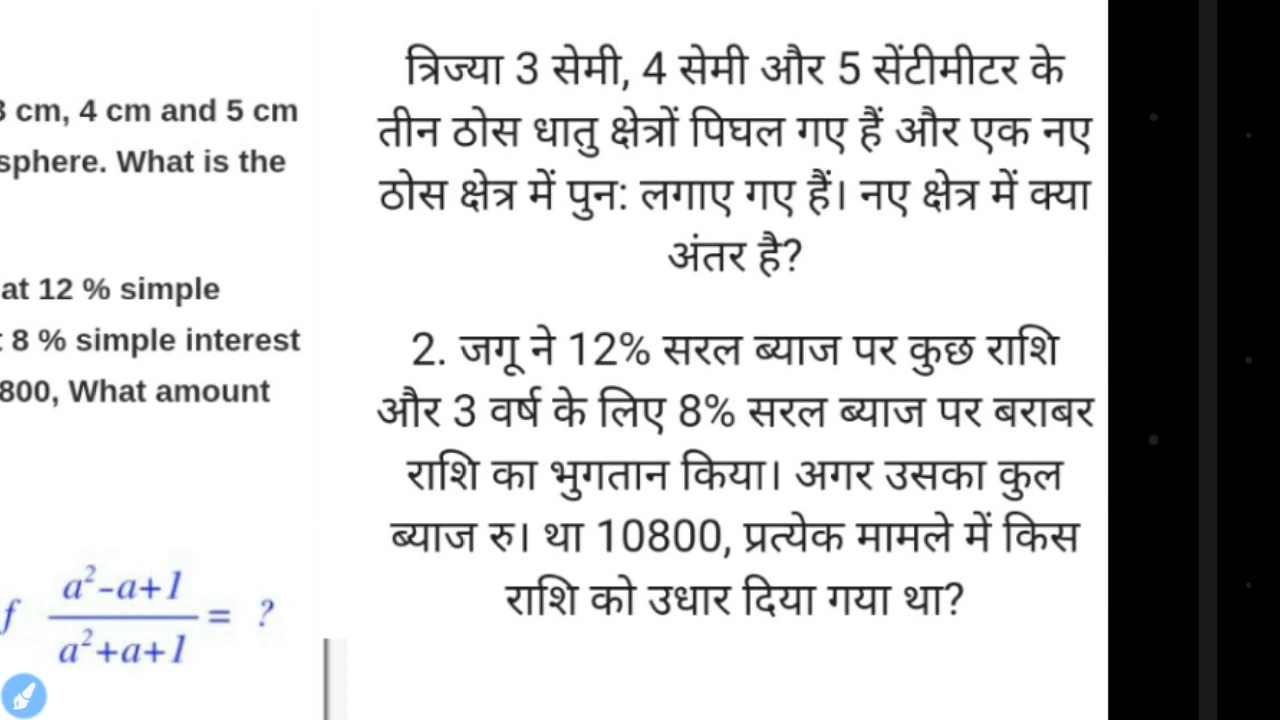 3 cm, 4 cm and 5 cm
sphere. What is the
at 12 % simple
8 % simple interest
800, What amount
f a²-a+1 / a²+a+1 = ?
त्रिज्या 3 सेमी, 4 सेमी और 5 सेंटीमीटर के
तीन ठोस धातु क्षेत्रों पिघल गए हैं और एक नए
ठोस क्षेत्र में पुन: लगाए गए हैं। नए क्षेत्र में क्या
अंतर है?
2. जगू ने 12% सरल ब्याज पर कुछ राशि
और 3 वर्ष के लिए 8% सरल ब्याज पर बराबर
राशि का भुगतान किया। अगर उसका कुल
ब्याज रु। था 10800, प्रत्येक मामले में किस
राशि को उधार दिया गया था?